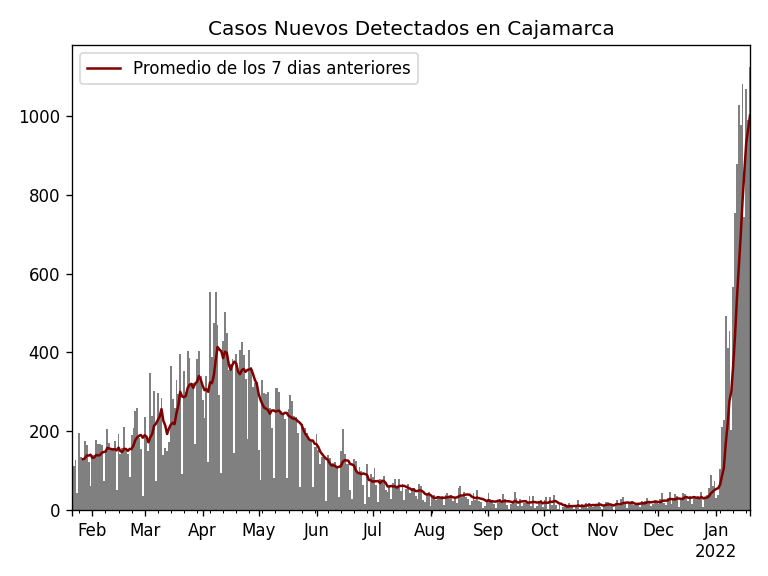 Casos Nuevos Detectados en Cajamarca
Promedio de los 7 dias anteriores
1000
800
600
400
200
0
Feb Mar Apr May Jun Jul Aug Sep Oct Nov Dec Jan
2022